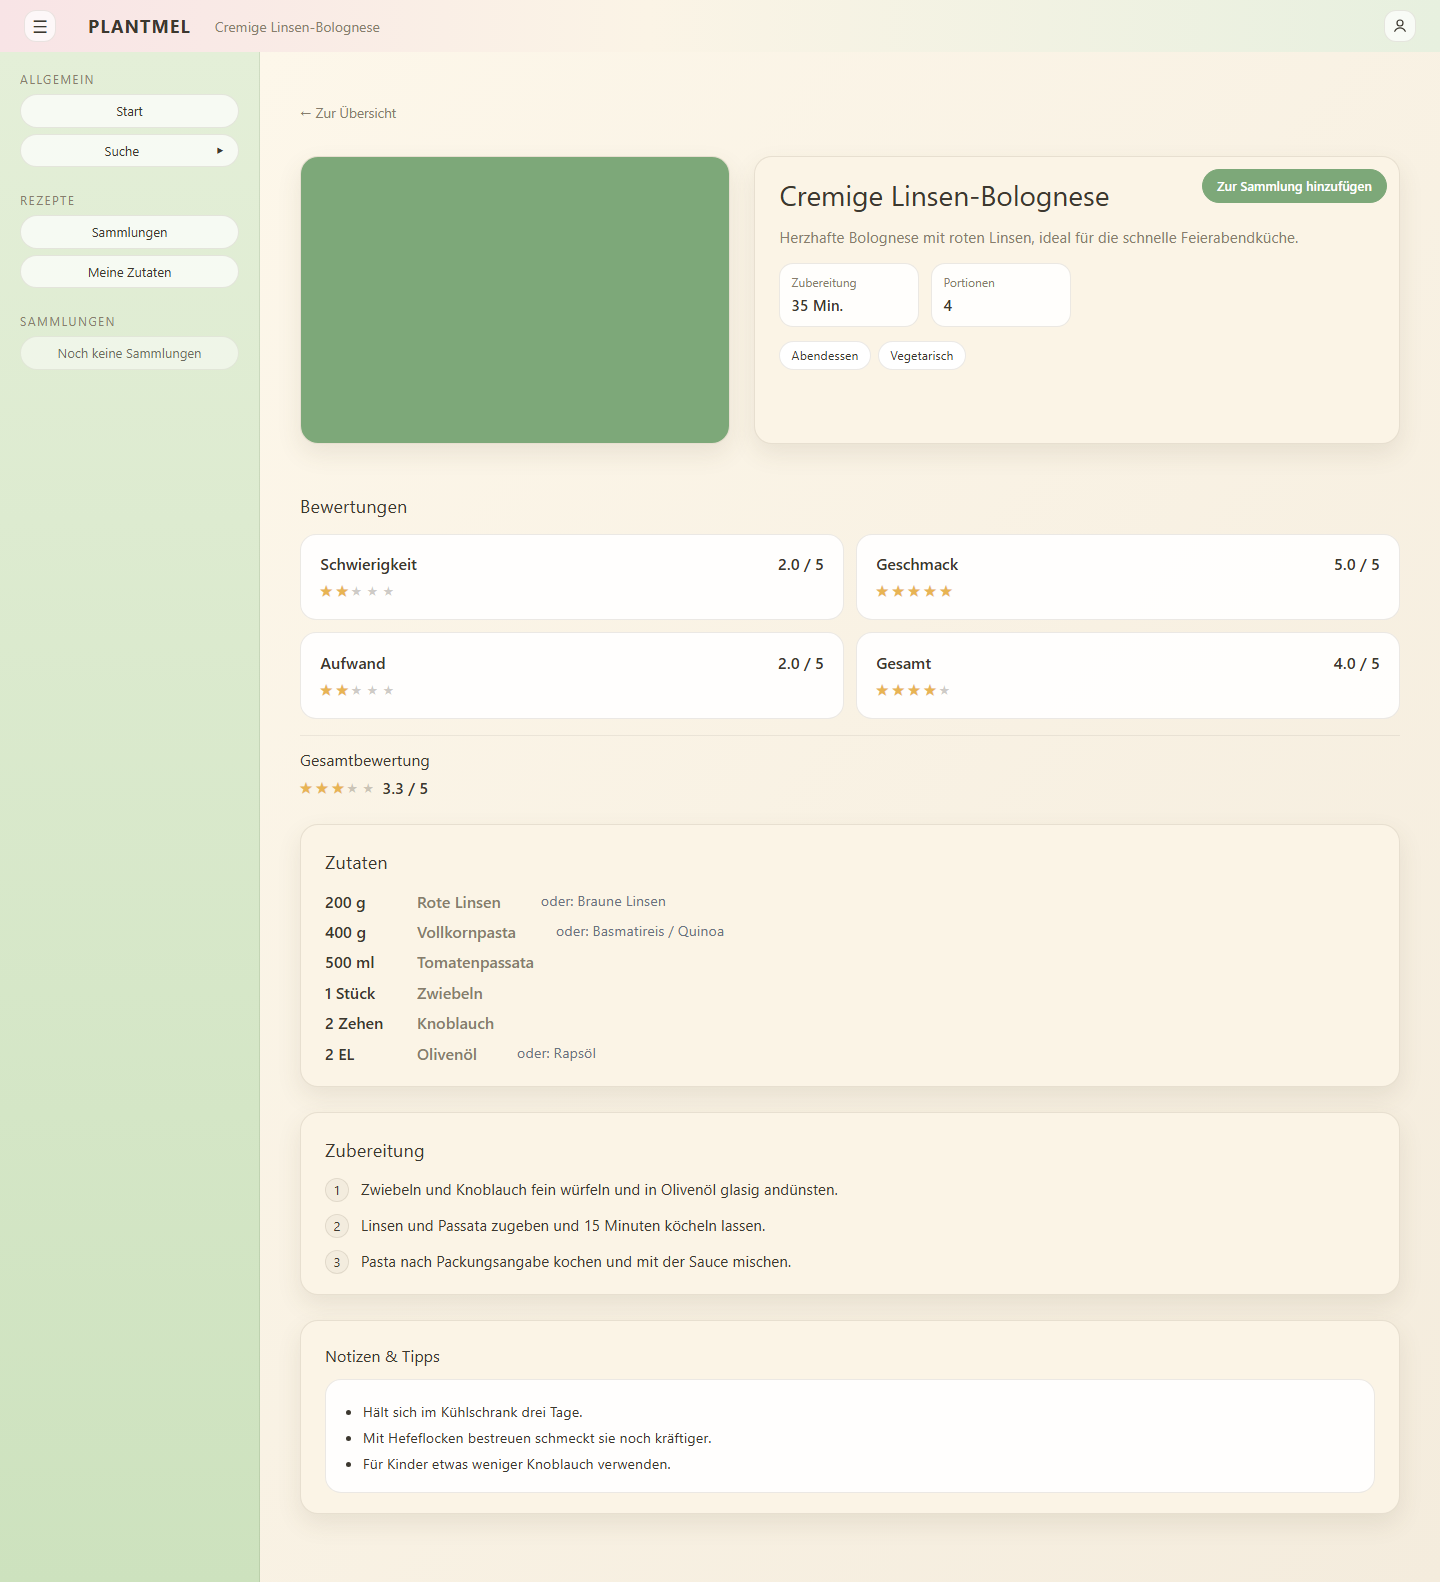 ☰ PLANTMEL Cremige Linsen-Bolognese
ALLGEMEIN
Start
Suche ▸
REZEPTE
Sammlungen
Meine Zutaten
SAMMLUNGEN
Noch keine Sammlungen
← Zur Übersicht
Cremige Linsen-Bolognese
Zur Sammlung hinzufügen
Herzhafte Bolognese mit roten Linsen, ideal für die schnelle Feierabendküche.
Zubereitung
35 Min.
Portionen
4
Abendessen
Vegetarisch
Bewertungen
Schwierigkeit 2.0 / 5
★★★★★
Geschmack 5.0 / 5
★★★★★
Aufwand 2.0 / 5
★★★★★
Gesamt 4.0 / 5
★★★★★
Gesamtbewertung
★★★★★ 3.3 / 5
Zutaten
200 g Rote Linsen oder: Braune Linsen
400 g Vollkornpasta oder: Basmatireis / Quinoa
500 ml Tomatenpassata
1 Stück Zwiebeln
2 Zehen Knoblauch
2 EL Olivenöl oder: Rapsöl
Zubereitung
1 Zwiebeln und Knoblauch fein würfeln und in Olivenöl glasig andünsten.
2 Linsen und Passata zugeben und 15 Minuten köcheln lassen.
3 Pasta nach Packungsangabe kochen und mit der Sauce mischen.
Notizen & Tipps
• Hält sich im Kühlschrank drei Tage.
• Mit Hefeflocken bestreuen schmeckt sie noch kräftiger.
• Für Kinder etwas weniger Knoblauch verwenden.